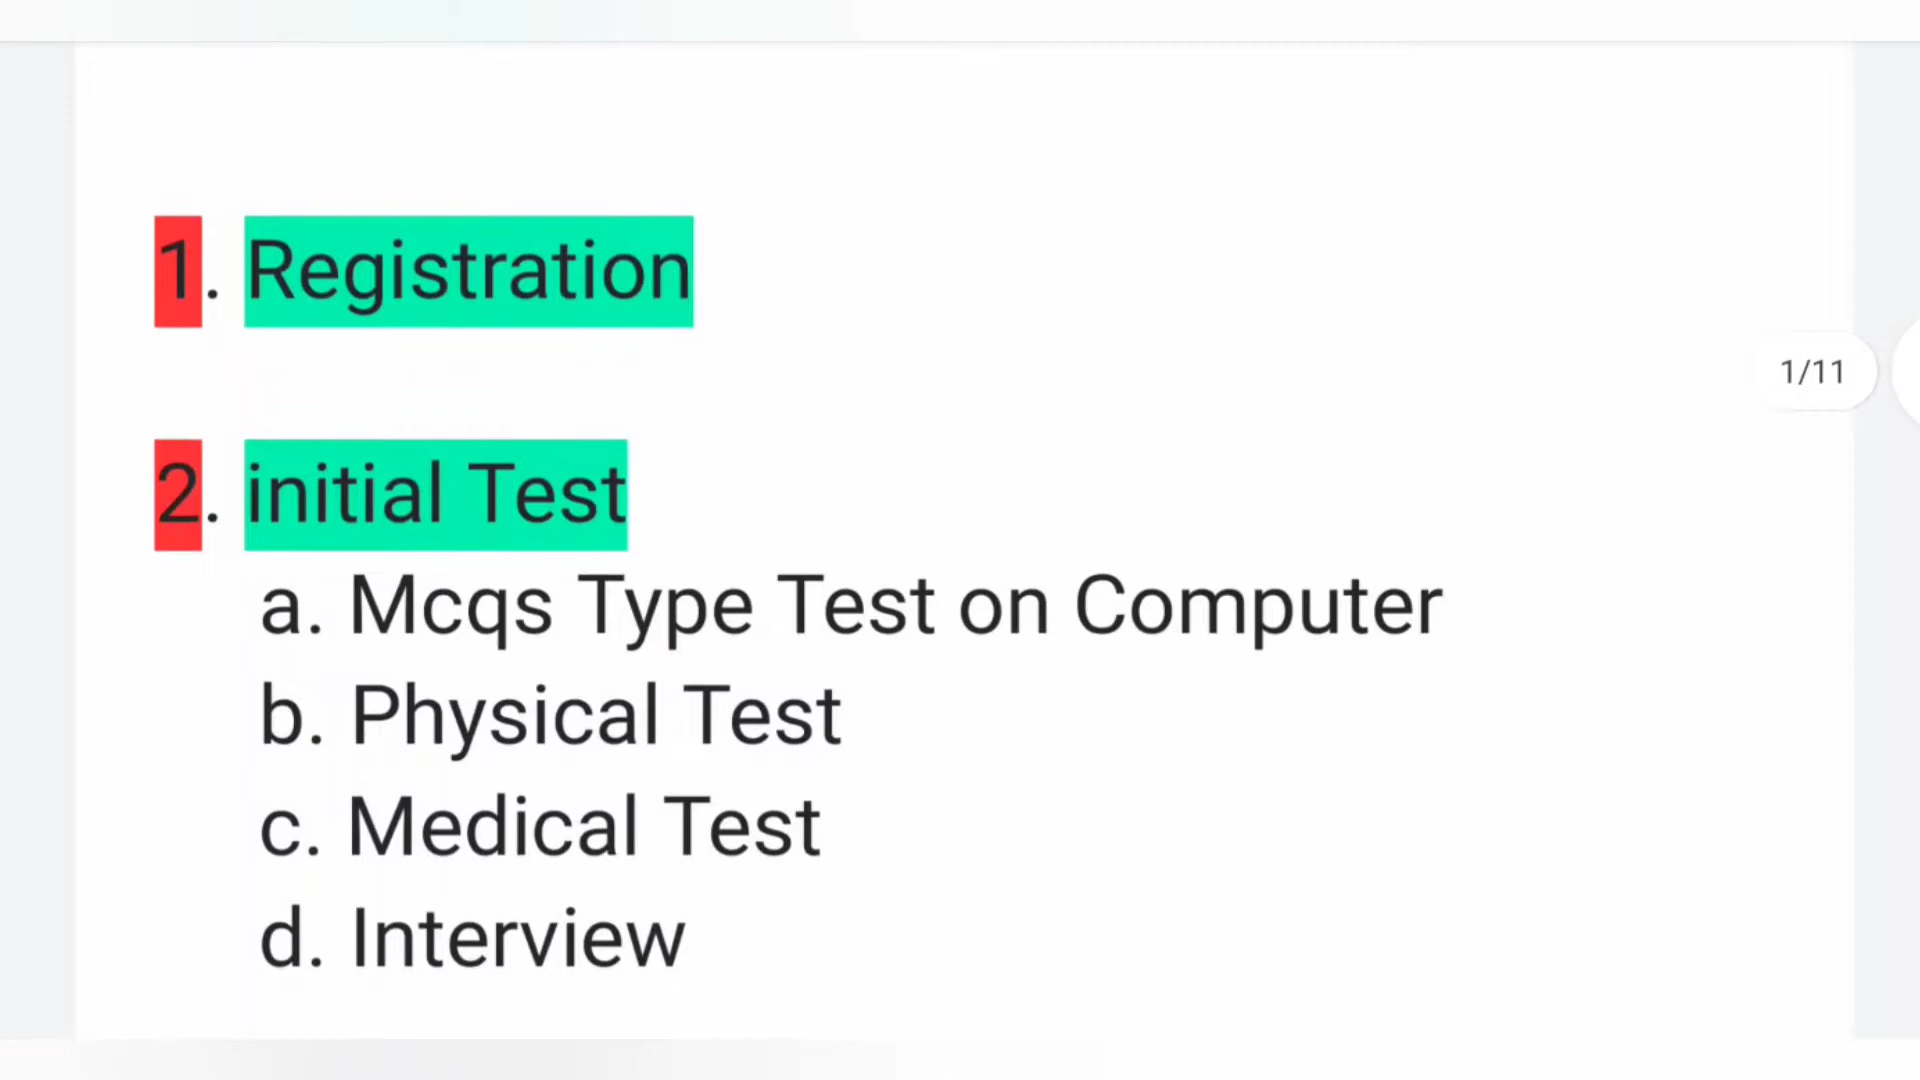 1. Registration
1/11
2. initial Test
a. Mcqs Type Test on Computer
b. Physical Test
c. Medical Test
d. Interview